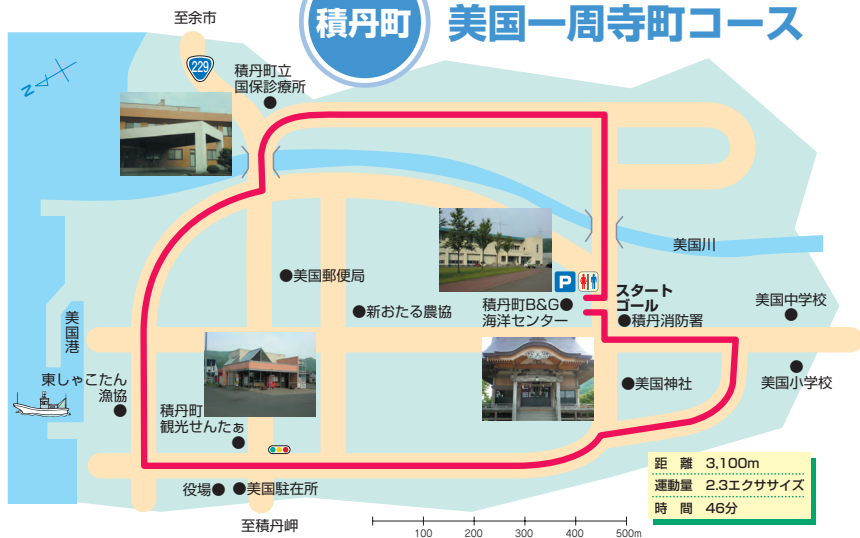 積丹町
美国一周寺町コース
至余市
229
積丹町立
国保診療所
N
美国川
美国郵便局
P
新おたる農協
積丹町B&G
海洋センター
スタート
ゴール
積丹消防署
美国中学校
美国小学校
美国港
東しゃこたん
漁協
積丹町
観光せんたぁ
美国神社
役場
美国駐在所
至積丹岬
距離 3,100m
運動量 2.3エクササイズ
時間 46分
100 200 300 400 500m